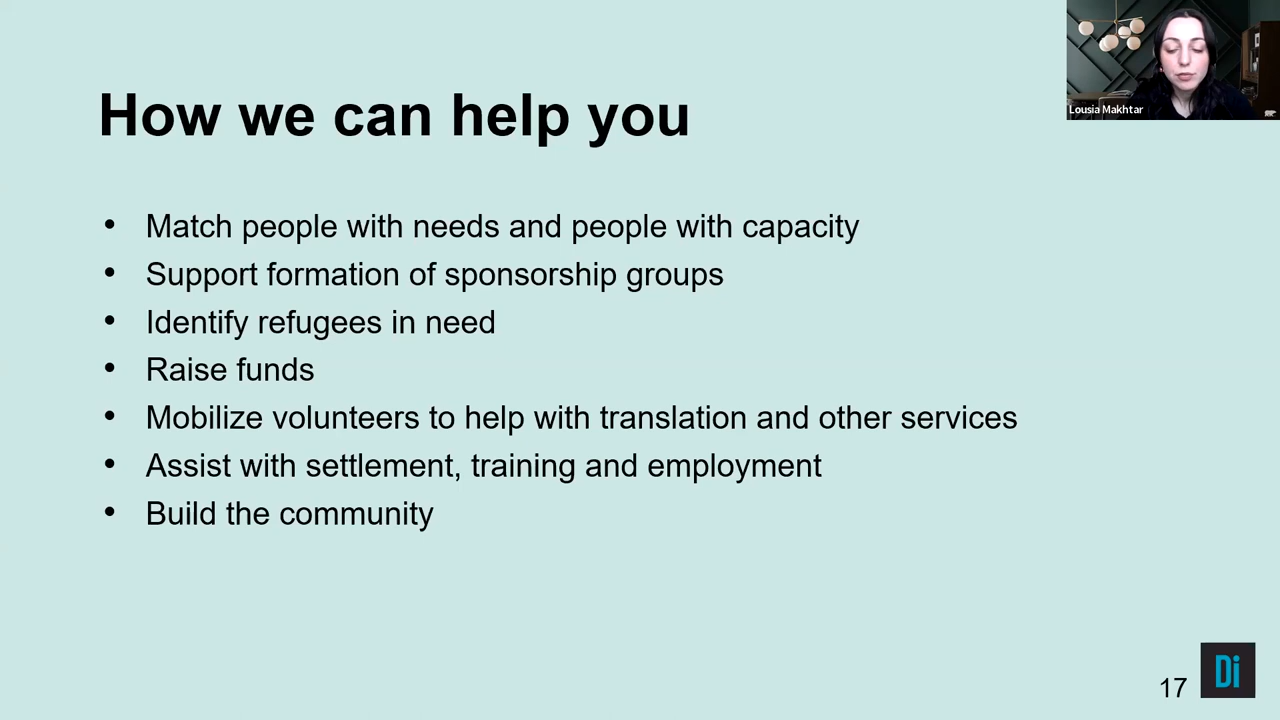 How we can help you
Lousia Makhtar
• Match people with needs and people with capacity
• Support formation of sponsorship groups
• Identify refugees in need
• Raise funds
• Mobilize volunteers to help with translation and other services
• Assist with settlement, training and employment
• Build the community
17
Di